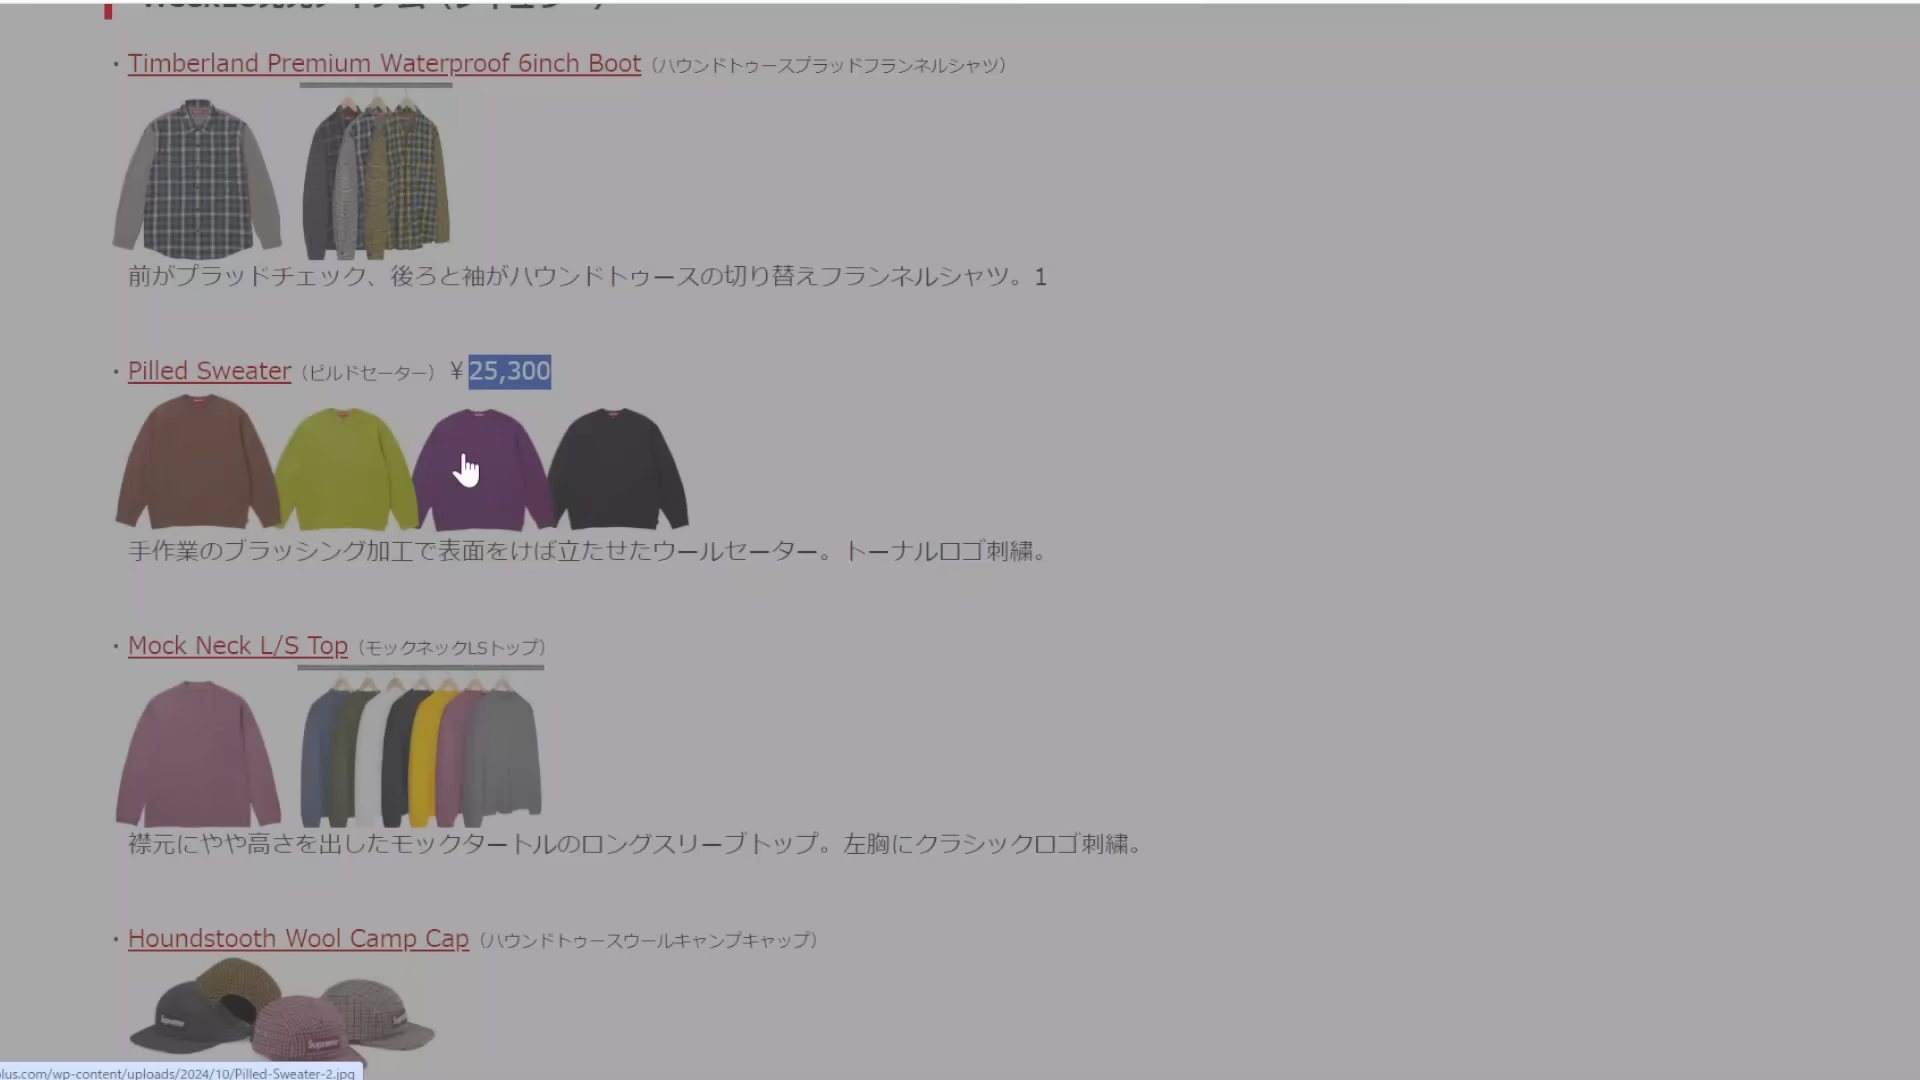 ・Timberland Premium Waterproof 6inch Boot（ハウンドトゥースプラッドフランネルシャツ）
前がプラッドチェック、後ろと袖がハウンドトゥースの切り替えフランネルシャツ。1
・Pilled Sweater（ピルドセーター）￥25,300
手作業のブラッシング加工で表面をけば立たせたウールセーター。トーナルロゴ刺繍。
・Mock Neck L/S Top（モックネックLSトップ）
襟元にやや高さを出したモックタートルのロングスリーブトップ。左胸にクラシックロゴ刺繍。
・Houndstooth Wool Camp Cap（ハウンドトゥースウールキャンプキャップ）
Supreme
Supreme
lus.com/wp-content/uploads/2024/10/Pilled-Sweater-2.jpg